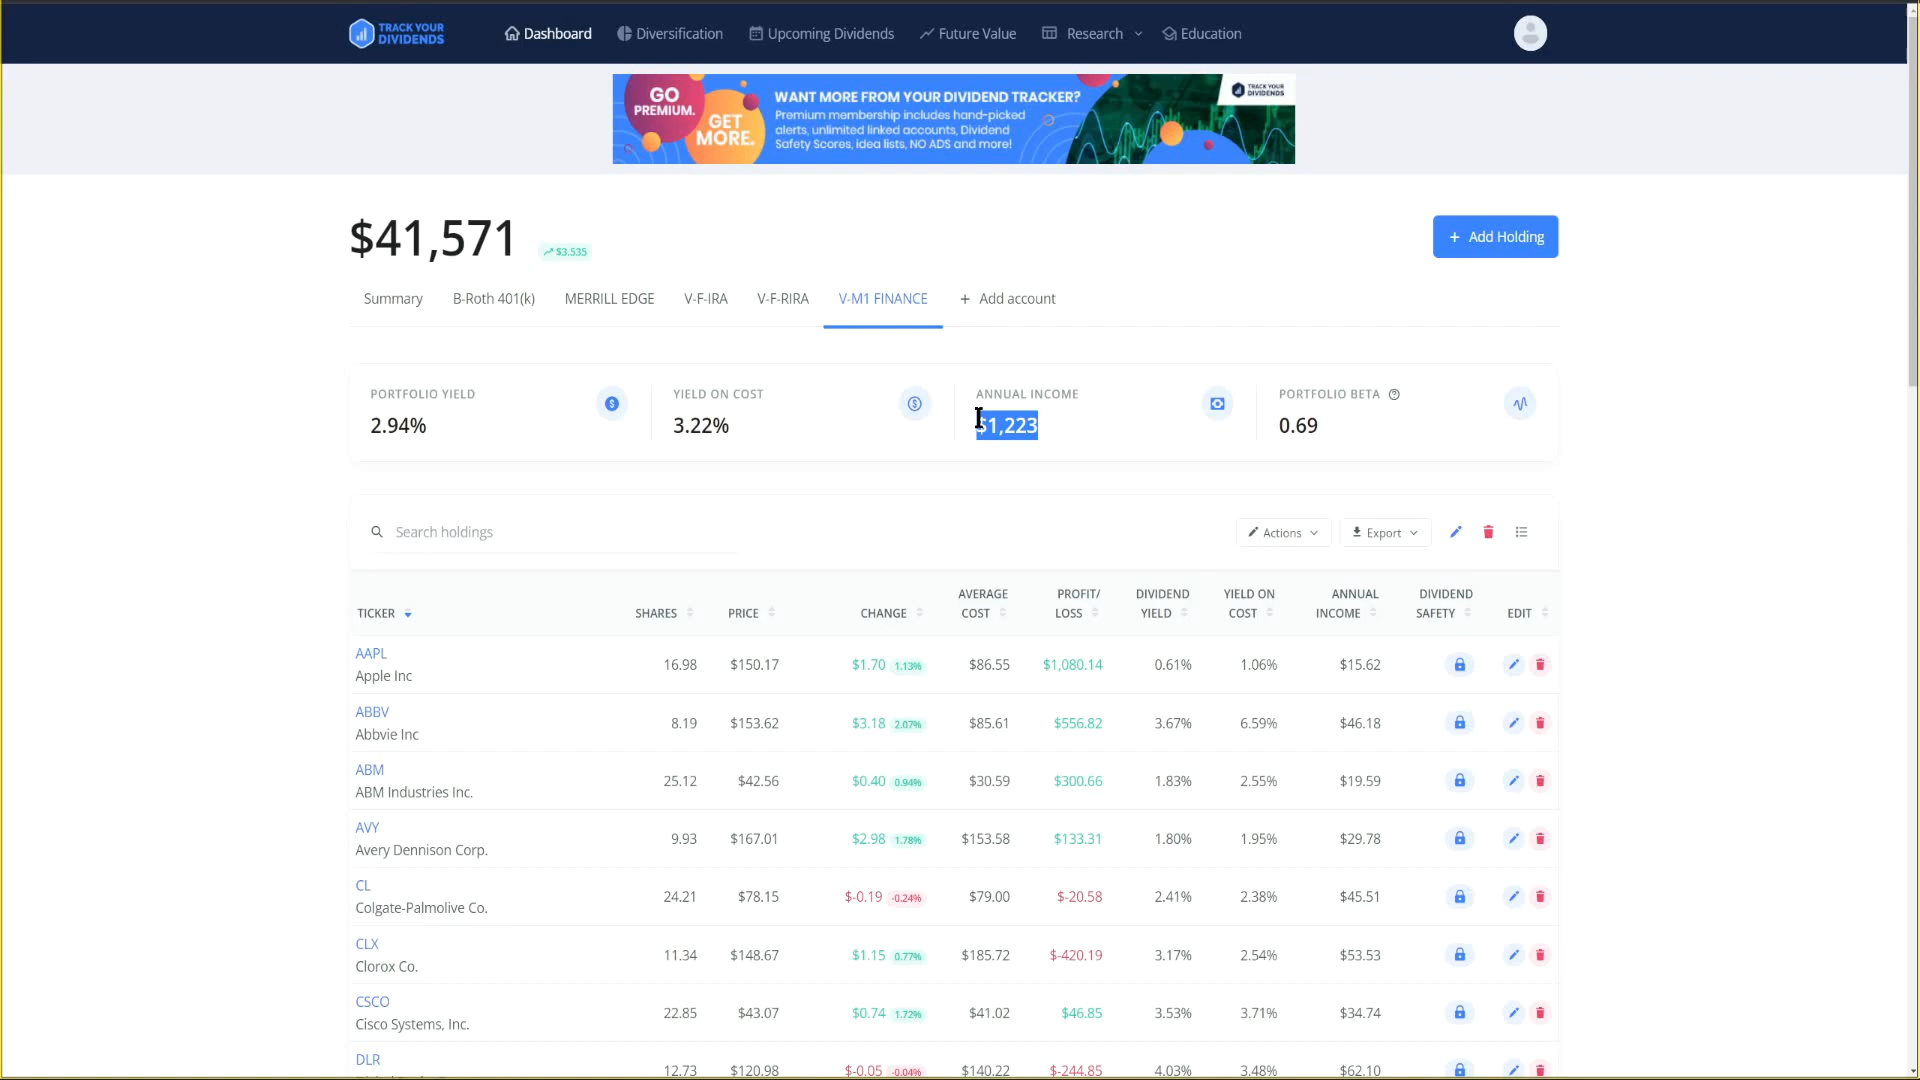 TRACK YOUR DIVIDENDS Dashboard Diversification Upcoming Dividends Future Value Research Education
GO PREMIUM. GET MORE.
WANT MORE FROM YOUR DIVIDEND TRACKER?
Premium membership includes hand-picked
alerts, unlimited linked accounts, Dividend
Safety Scores, idea lists, NO ADS and more!
TRACK YOUR DIVIDENDS
$41,571 $3,535 + Add Holding
Summary B-Roth 401(k) MERRILL EDGE V-F-IRA V-F-RIRA V-M1 FINANCE + Add account
PORTFOLIO YIELD YIELD ON COST ANNUAL INCOME PORTFOLIO BETA
2.94% 3.22% $1,223 0.69
Search holdings Actions Export
TICKER SHARES PRICE CHANGE AVERAGE COST PROFIT/ LOSS DIVIDEND YIELD YIELD ON COST ANNUAL INCOME DIVIDEND SAFETY EDIT
AAPL
Apple Inc 16.98 $150.17 $1.70 1.13% $86.55 $1,080.14 0.61% 1.06% $15.62
ABBV
Abbvie Inc 8.19 $153.62 $3.18 2.07% $85.61 $556.82 3.67% 6.59% $46.18
ABM
ABM Industries Inc. 25.12 $42.56 $0.40 0.94% $30.59 $300.66 1.83% 2.55% $19.59
AVY
Avery Dennison Corp. 9.93 $167.01 $2.98 1.78% $153.58 $133.31 1.80% 1.95% $29.78
CL
Colgate-Palmolive Co. 24.21 $78.15 $-0.19 -0.24% $79.00 $-20.58 2.41% 2.38% $45.51
CLX
Clorox Co. 11.34 $148.67 $1.15 0.77% $185.72 $-420.19 3.17% 2.54% $53.53
CSCO
Cisco Systems, Inc. 22.85 $43.07 $0.74 1.72% $41.02 $46.85 3.53% 3.71% $34.74
DLR
12.73 $120.98 $-0.05 -0.04% $140.22 $-244.85 4.03% 3.48% $62.10